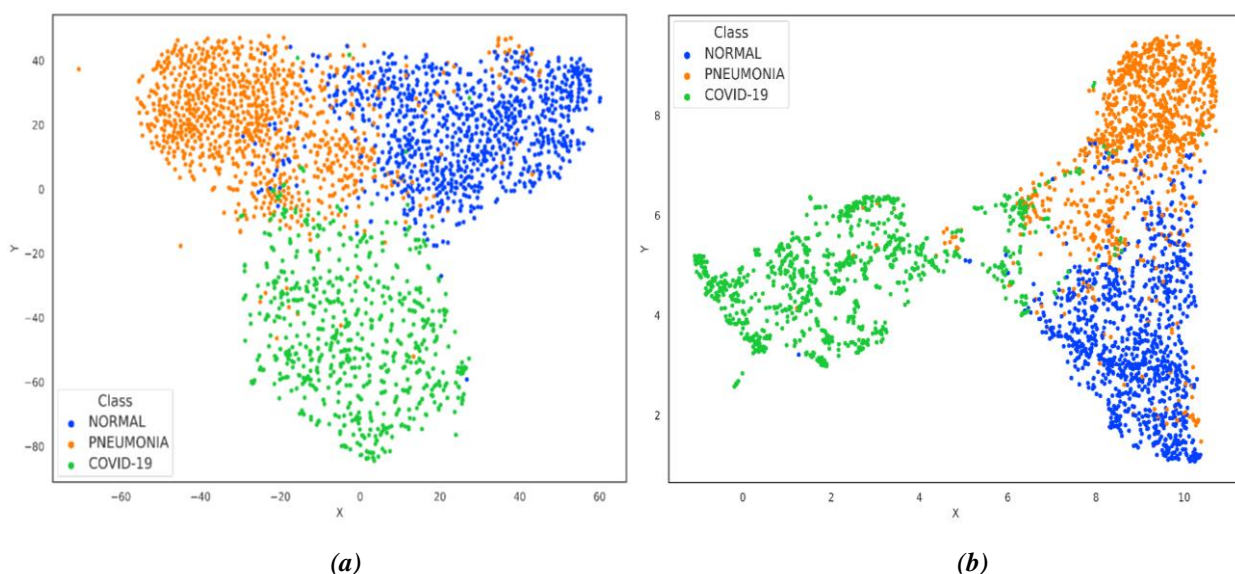 40
20
0
−20
−40
−60
−80
Y
Class
NORMAL
PNEUMONIA
COVID-19
−60 −40 −20 0 20 40 60
X
(a)
Class
NORMAL
PNEUMONIA
COVID-19
8
6
4
2
Y
0 2 4 6 8 10
X
(b)